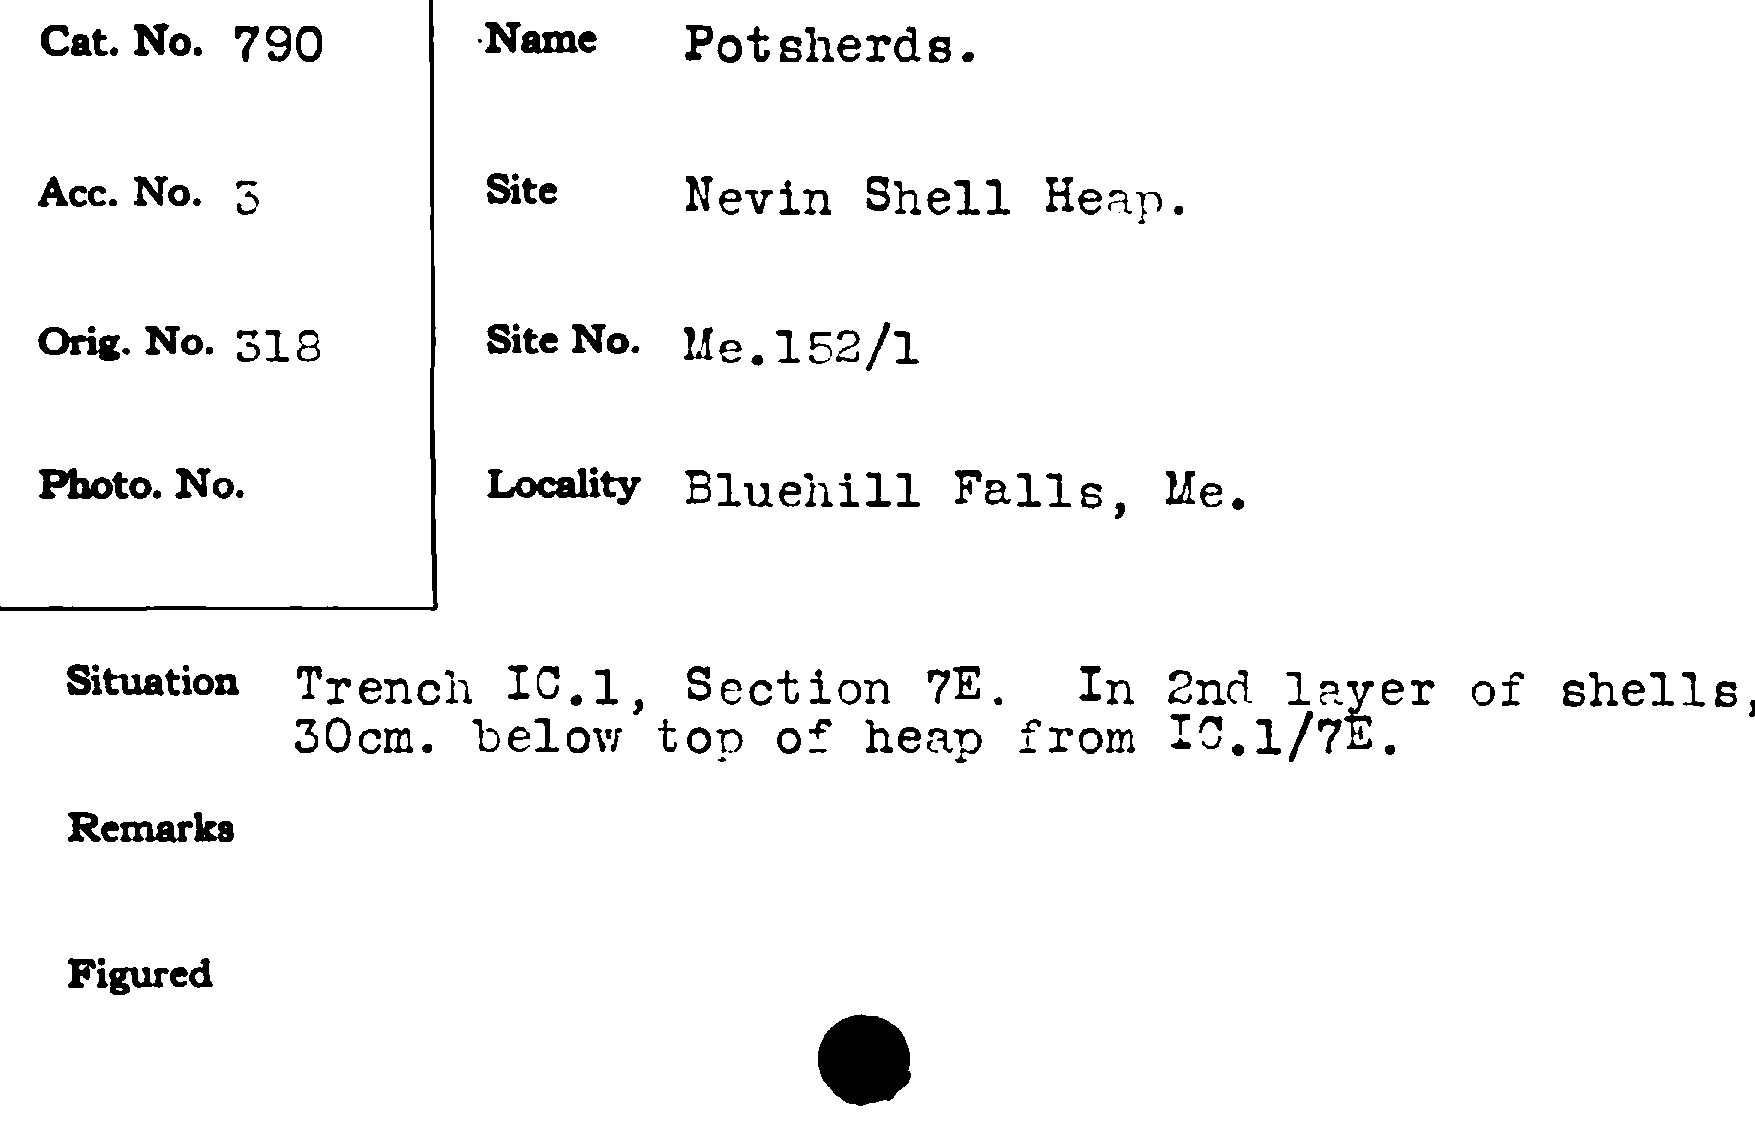 Cat. No. 790
Name Potsherds.
Acc. No. 3
Site Nevin Shell Heap.
Orig. No. 318
Site No. Me.152/1
Photo. No.
Locality Bluehill Falls, Me.
Situation Trench IC.1, Section 7E. In 2nd layer of shells,
30cm. below top of heap from IC.1/7E.
Remarks
Figured